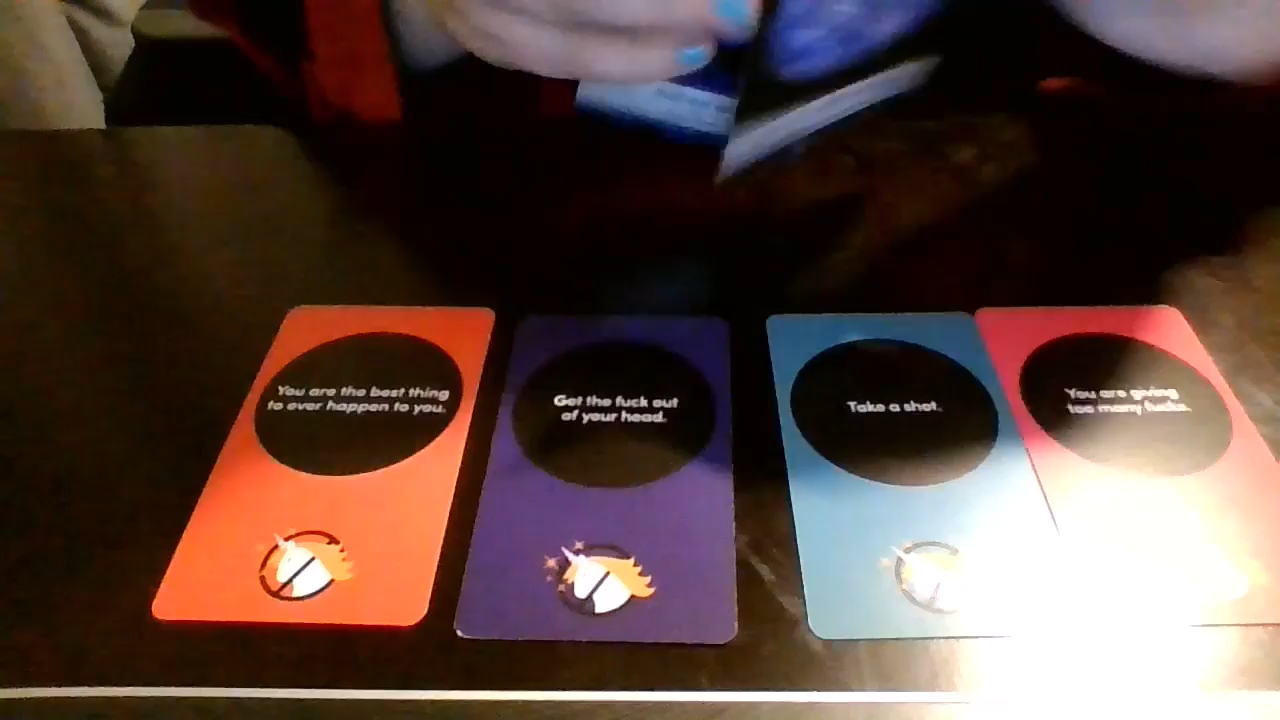 You are the best thing
to ever happen to you.
Get the fuck out
of your head.
Take a shot.
You are giving
too many fucks.